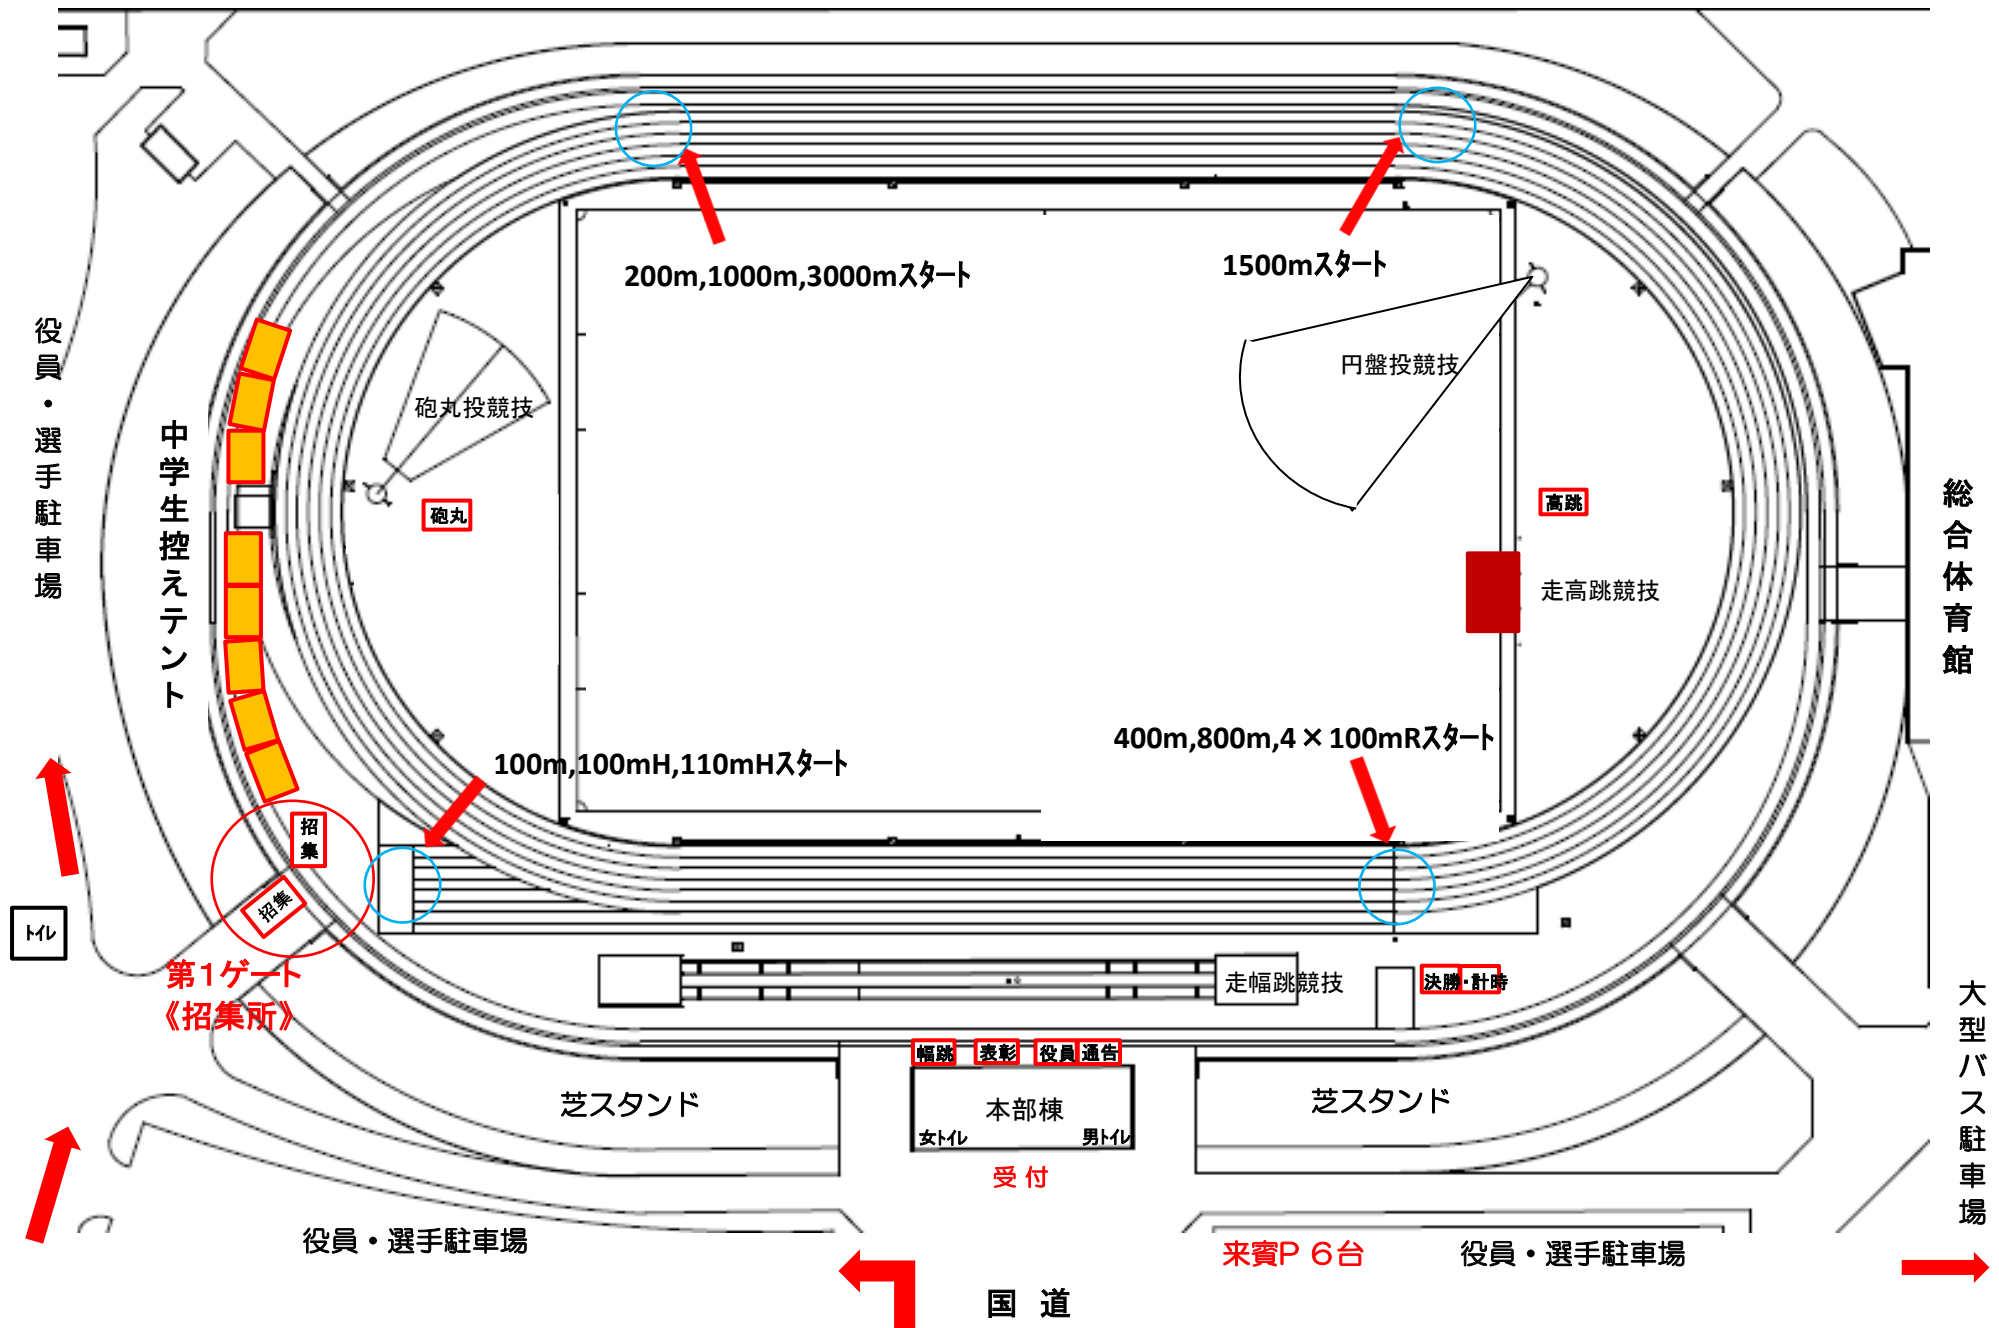 200m,1000m,3000mスタート
1500mスタート
役員・選手駐車場
中学生控えテント
砲丸投競技
円盤投競技
砲丸
高跳
走高跳競技
総合体育館
100m,100mH,110mHスタート
400m,800m,4×100mRスタート
招集
招集
トイレ
第1ゲート
《招集所》
走幅跳競技
決勝・計時
大型バス駐車場
幅跳
表彰
役員
通告
芝スタンド
本部棟
女トイレ
男トイレ
芝スタンド
受付
役員・選手駐車場
来賓P 6台
役員・選手駐車場
国道